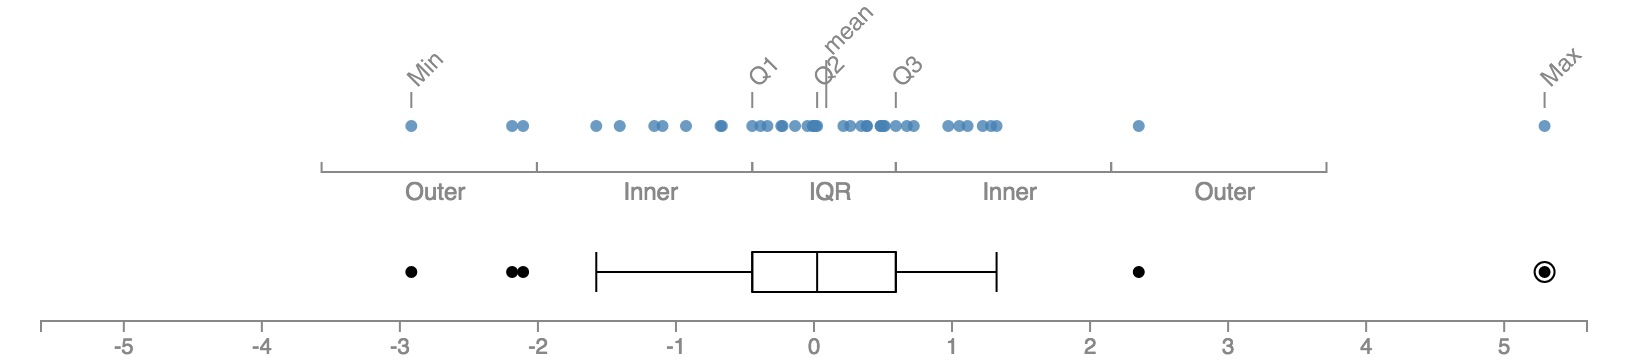 Min Q1 Q2 mean Q3 Max
Outer Inner IQR Inner Outer
-5 -4 -3 -2 -1 0 1 2 3 4 5